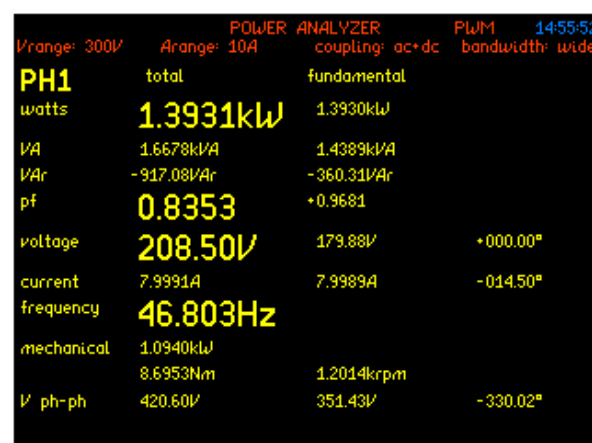 POWER ANALYZER PWM 14:55:52
Vrange: 300V Arange: 10A coupling: ac+dc bandwidth: wide
PH1 total fundamental
watts 1.3931kW 1.3930kW
VA 1.6678kVA 1.4389kVA
VAr -917.08VAr -360.31VAr
pf 0.8353 +0.9681
voltage 208.50V 179.88V +000.00°
current 7.9991A 7.9989A -014.50°
frequency 46.803Hz
mechanical 1.0940kW
8.6953Nm 1.2014krpm
V ph-ph 420.60V 351.43V -330.02°